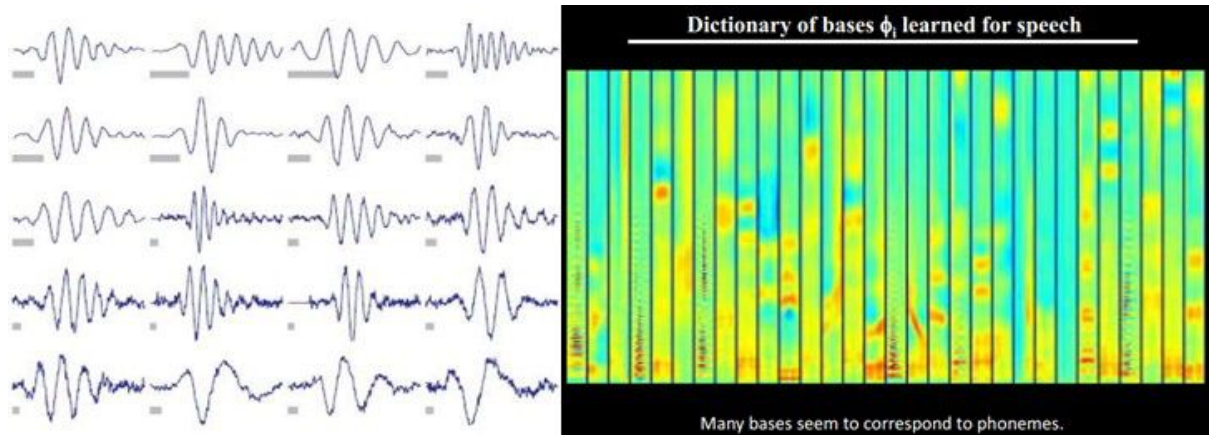 Dictionary of bases ϕi learned for speech
Many bases seem to correspond to phonemes.